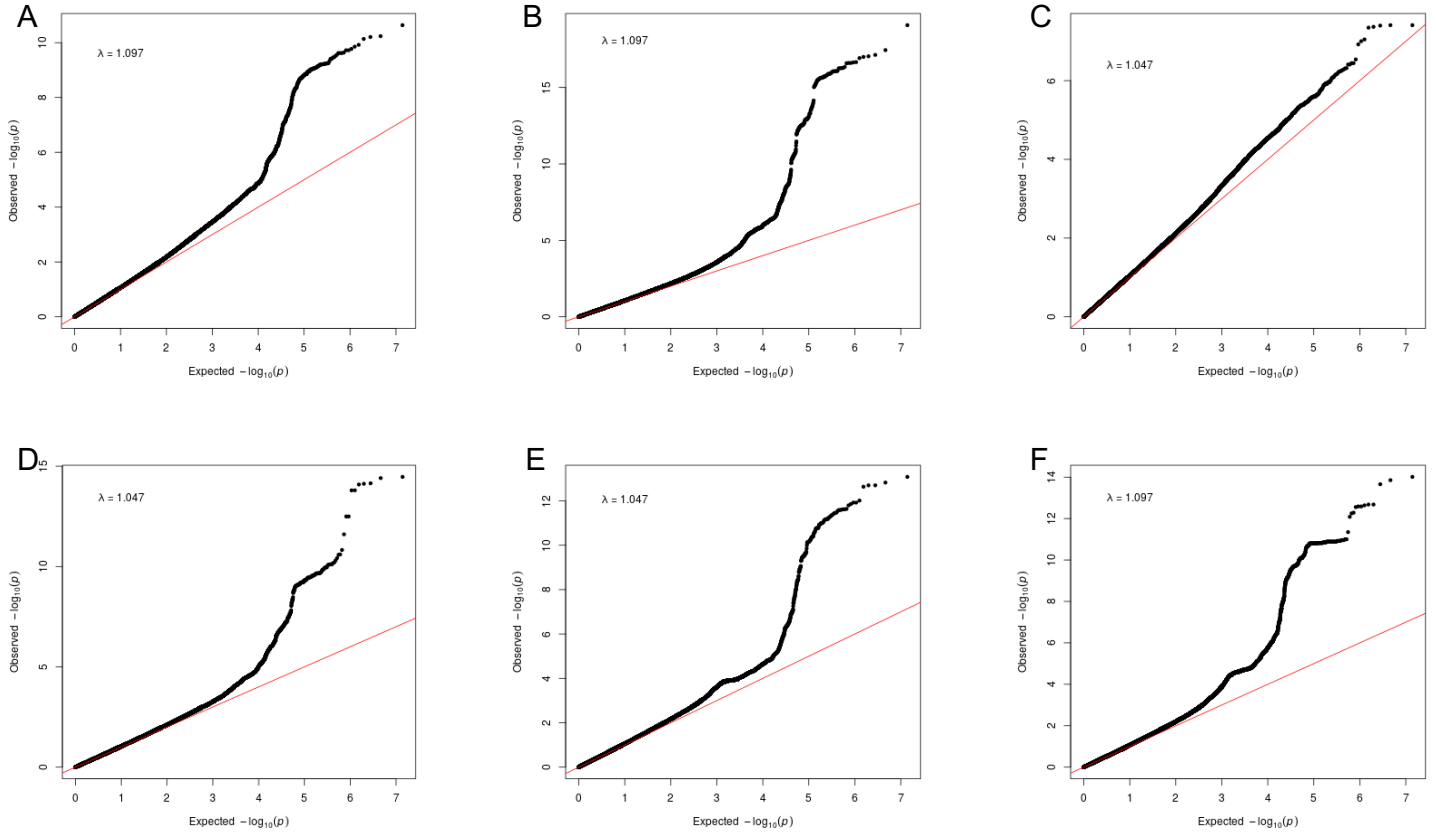 A
λ = 1.097
Observed −log10(p)
0 2 4 6 8 10
0 1 2 3 4 5 6 7
Expected −log10(p)
B
λ = 1.097
Observed −log10(p)
0 5 10 15
0 1 2 3 4 5 6 7
Expected −log10(p)
C
λ = 1.047
Observed −log10(p)
0 2 4 6
0 1 2 3 4 5 6 7
Expected −log10(p)
D
λ = 1.047
Observed −log10(p)
0 5 10 15
0 1 2 3 4 5 6 7
Expected −log10(p)
E
λ = 1.047
Observed −log10(p)
0 2 4 6 8 10 12
0 1 2 3 4 5 6 7
Expected −log10(p)
F
λ = 1.097
Observed −log10(p)
0 2 4 6 8 10 12 14
0 1 2 3 4 5 6 7
Expected −log10(p)